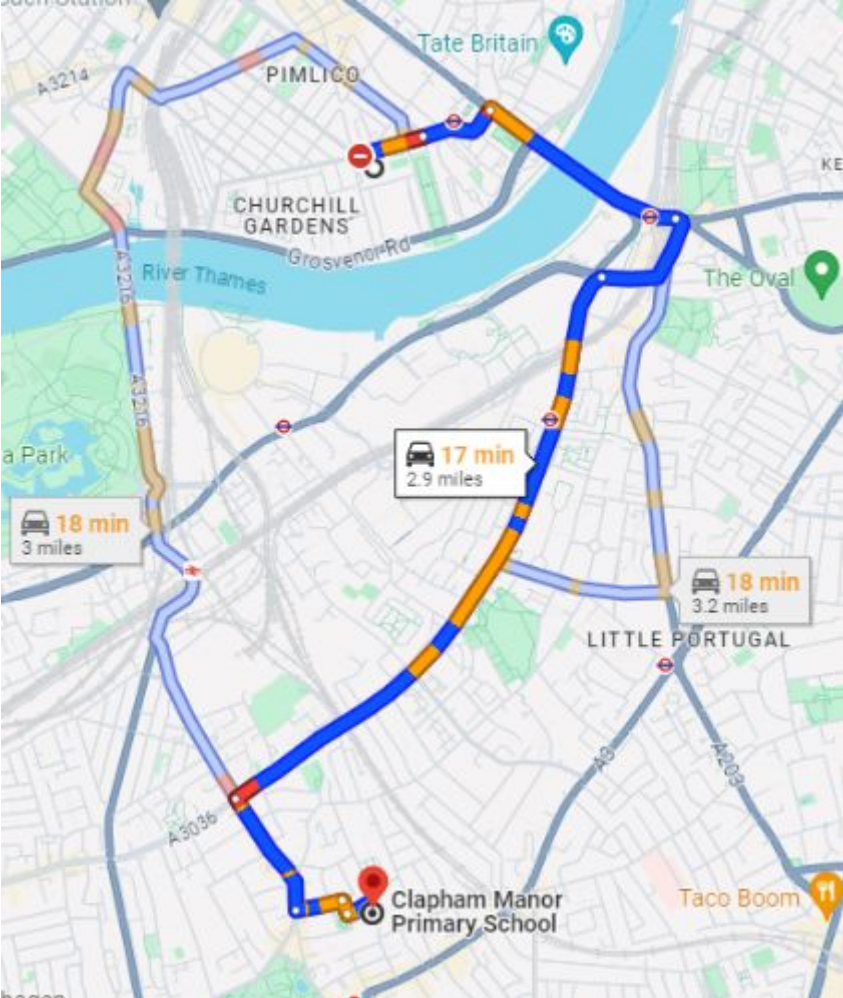 Station
A3214
PIMLICO
Tate Britain
CHURCHILL
GARDENS
Grosvenor Rd
River Thames
A3216
A3216
The Oval
KE
a Park
17 min
2.9 miles
18 min
3 miles
18 min
3.2 miles
LITTLE PORTUGAL
A3
A203
A3036
Clapham Manor
Primary School
Taco Boom